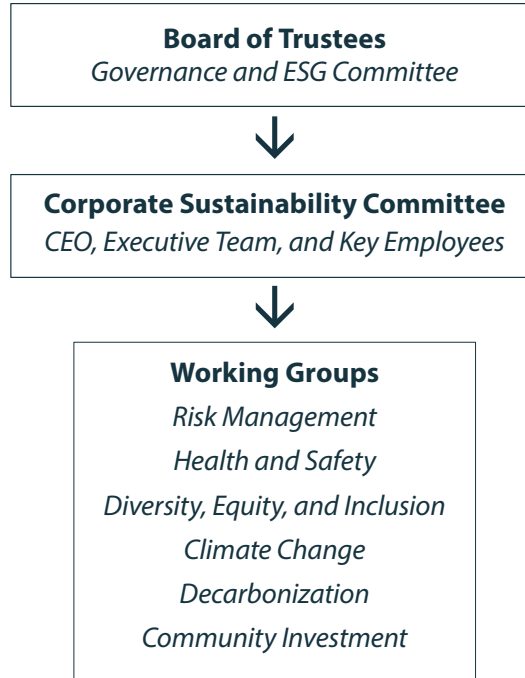 Board of Trustees
Governance and ESG Committee
Corporate Sustainability Committee
CEO, Executive Team, and Key Employees
Working Groups
Risk Management
Health and Safety
Diversity, Equity, and Inclusion
Climate Change
Decarbonization
Community Investment